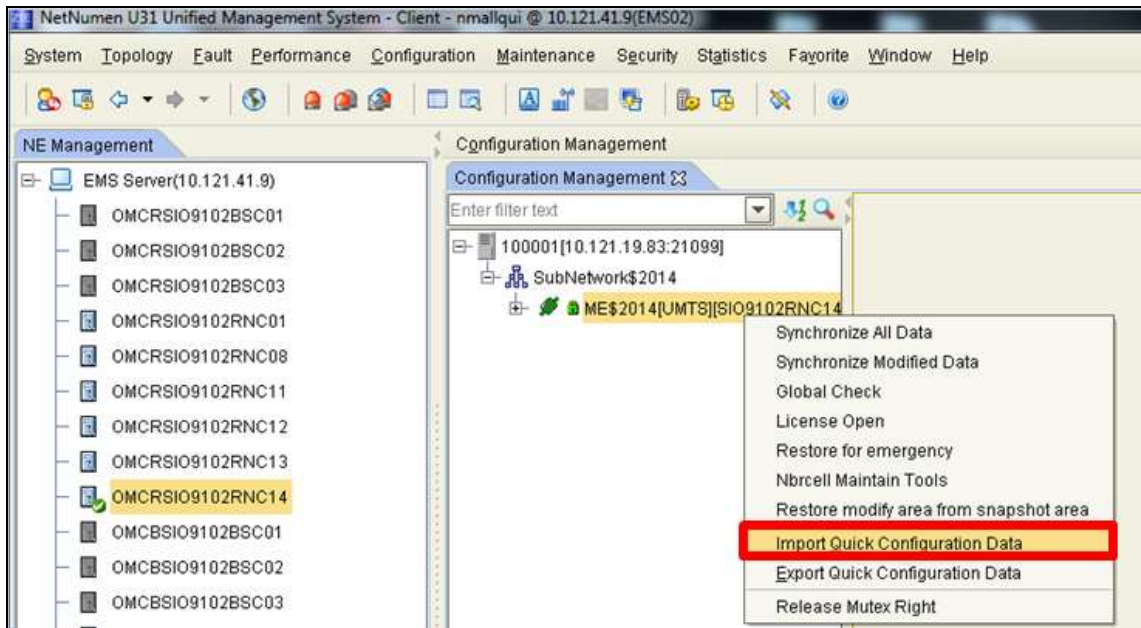 NetNumen U31 Unified Management System - Client - nmallqui @ 10.121.41.9(EMS02)
System Topology Fault Performance Configuration Maintenance Security Statistics Favorite Window Help
NE Management
EMS Server(10.121.41.9)
OMCRSIO9102BSC01
OMCRSIO9102BSC02
OMCRSIO9102BSC03
OMCRSIO9102RNC01
OMCRSIO9102RNC08
OMCRSIO9102RNC11
OMCRSIO9102RNC12
OMCRSIO9102RNC13
OMCRSIO9102RNC14
OMCBSIO9102BSC01
OMCBSIO9102BSC02
OMCBSIO9102BSC03
Configuration Management
Configuration Management
Enter filter text
100001[10.121.19.83:21099]
SubNetwork$2014
ME$2014[UMTS][SIO9102RNC14
Synchronize All Data
Synchronize Modified Data
Global Check
License Open
Restore for emergency
Nbrcell Maintain Tools
Restore modify area from snapshot area
Import Quick Configuration Data
Export Quick Configuration Data
Release Mutex Right